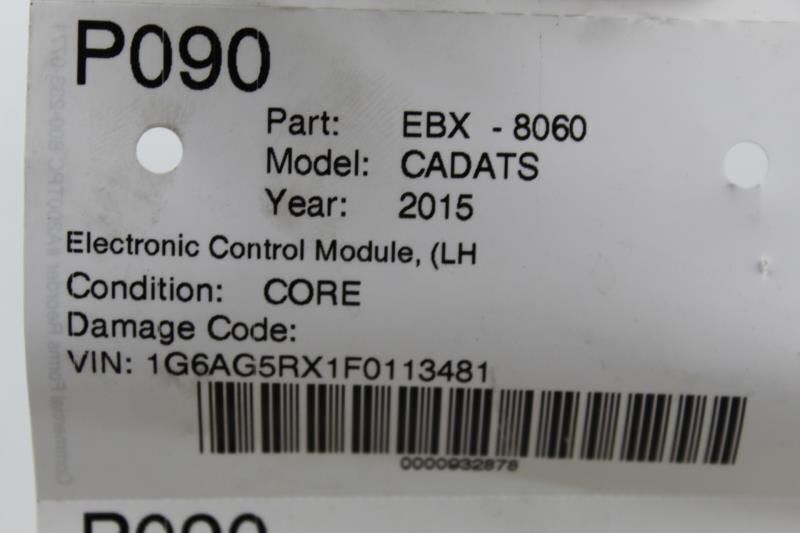 P090
Part: EBX - 8060
Model: CADATS
Year: 2015
Electronic Control Module, (LH
Condition: CORE
Damage Code:
VIN: 1G6AG5RX1F0113481
0000932878
P090